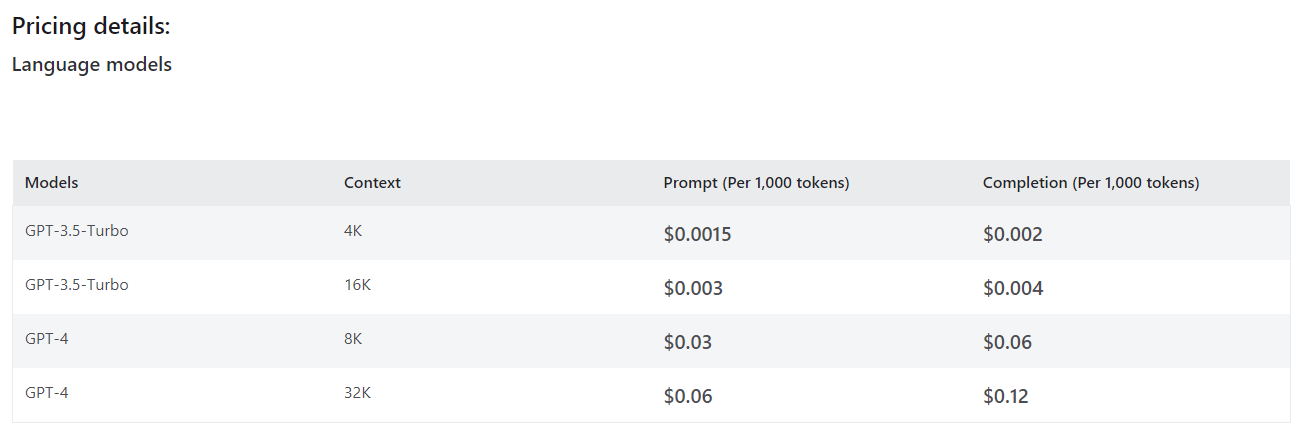 Pricing details:
Language models
Models Context Prompt (Per 1,000 tokens) Completion (Per 1,000 tokens)
GPT-3.5-Turbo 4K $0.0015 $0.002
GPT-3.5-Turbo 16K $0.003 $0.004
GPT-4 8K $0.03 $0.06
GPT-4 32K $0.06 $0.12